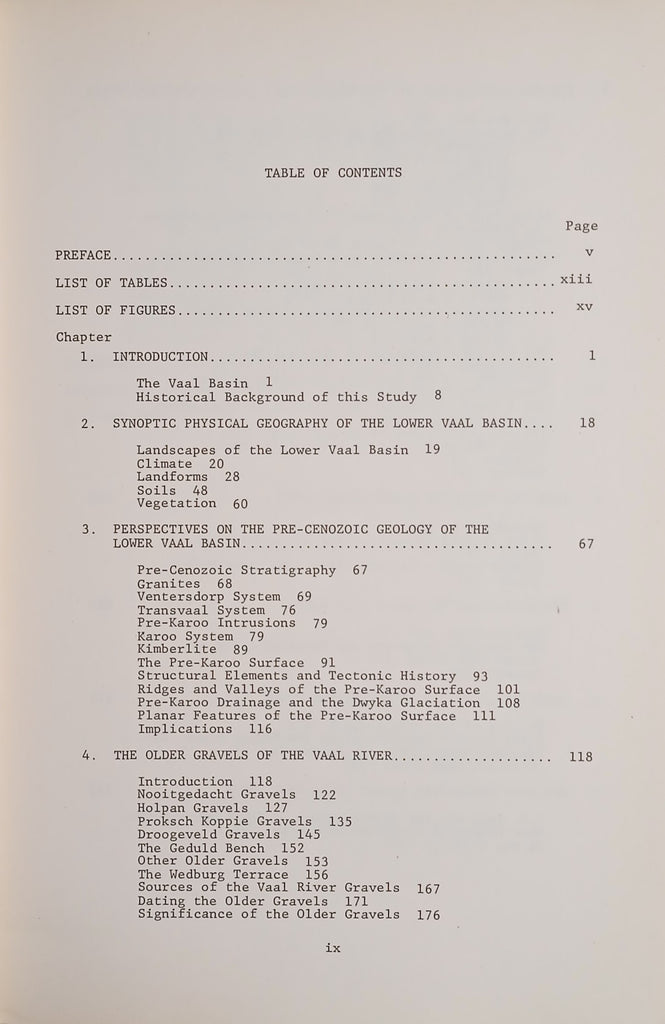 TABLE OF CONTENTS
Page
PREFACE....................................................... v
LIST OF TABLES................................................ xiii
LIST OF FIGURES............................................... xv
Chapter
1. INTRODUCTION........................................... 1
The Vaal Basin 1
Historical Background of this Study 8
2. SYNOPTIC PHYSICAL GEOGRAPHY OF THE LOWER VAAL BASIN.... 18
Landscapes of the Lower Vaal Basin 19
Climate 20
Landforms 28
Soils 48
Vegetation 60
3. PERSPECTIVES ON THE PRE-CENOZOIC GEOLOGY OF THE
LOWER VAAL BASIN....................................... 67
Pre-Cenozoic Stratigraphy 67
Granites 68
Ventersdorp System 69
Transvaal System 76
Pre-Karoo Intrusions 79
Karoo System 79
Kimberlite 89
The Pre-Karoo Surface 91
Structural Elements and Tectonic History 93
Ridges and Valleys of the Pre-Karoo Surface 101
Pre-Karoo Drainage and the Dwyka Glaciation 108
Planar Features of the Pre-Karoo Surface 111
Implications 116
4. THE OLDER GRAVELS OF THE VAAL RIVER.................... 118
Introduction 118
Nooitgedacht Gravels 122
Holpan Gravels 127
Proksch Koppie Gravels 135
Droogeveld Gravels 145
The Geduld Bench 152
Other Older Gravels 153
The Wedburg Terrace 156
Sources of the Vaal River Gravels 167
Dating the Older Gravels 171
Significance of the Older Gravels 176
ix